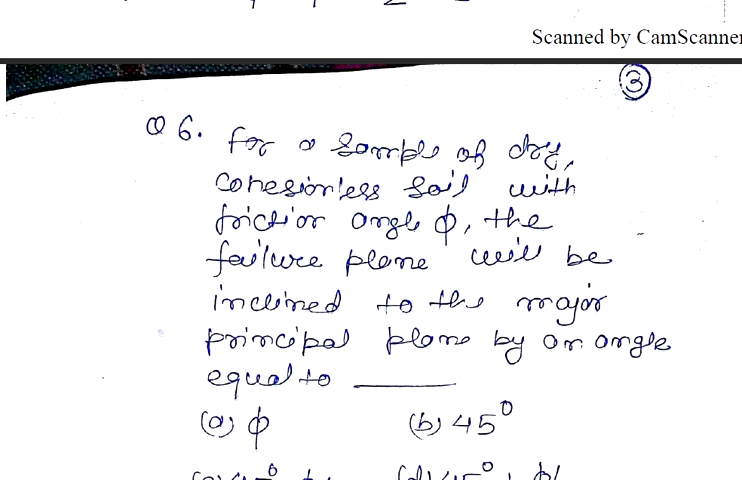 Scanned by CamScanner
3
Q 6. For a sample of dry,
cohesionless soil with
friction angle ϕ, the
failure plane will be
inclined to the major
principal plane by an angle
equal to ______
(a) ϕ (b) 45°